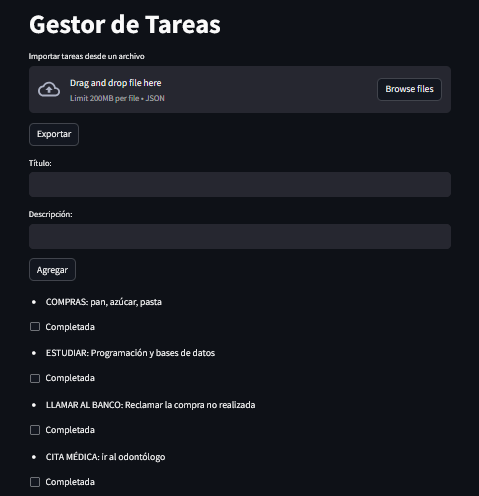 Gestor de Tareas
Importar tareas desde un archivo
Drag and drop file here
Limit 200MB per file • JSON
Browse files
Exportar
Título:
Descripción:
Agregar
• COMPRAS: pan, azúcar, pasta
Completada
• ESTUDIAR: Programación y bases de datos
Completada
• LLAMAR AL BANCO: Reclamar la compra no realizada
Completada
• CITA MÉDICA: ir al odontólogo
Completada